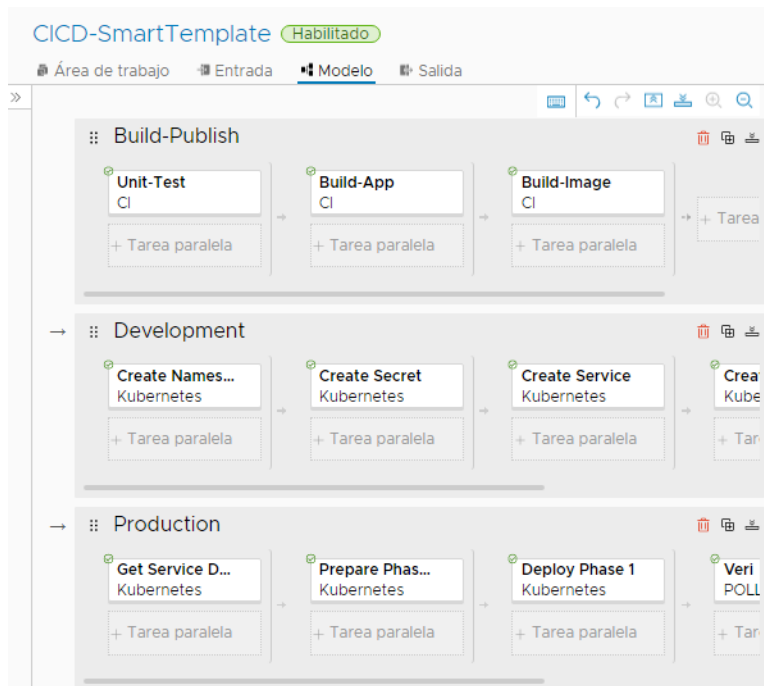 CICD-SmartTemplate Habilitado
Área de trabajo Entrada Modelo Salida
Build-Publish
Unit-Test Build-App Build-Image
CI CI CI
+ Tarea
+ Tarea paralela + Tarea paralela + Tarea paralela
Development
Create Names... Create Secret Create Service Crea
Kubernetes Kubernetes Kubernetes Kube
+ Tarea paralela + Tarea paralela + Tarea paralela + Tar
Production
Get Service D... Prepare Phas... Deploy Phase 1 Veri
Kubernetes Kubernetes Kubernetes POLL
+ Tarea paralela + Tarea paralela + Tarea paralela + Tar